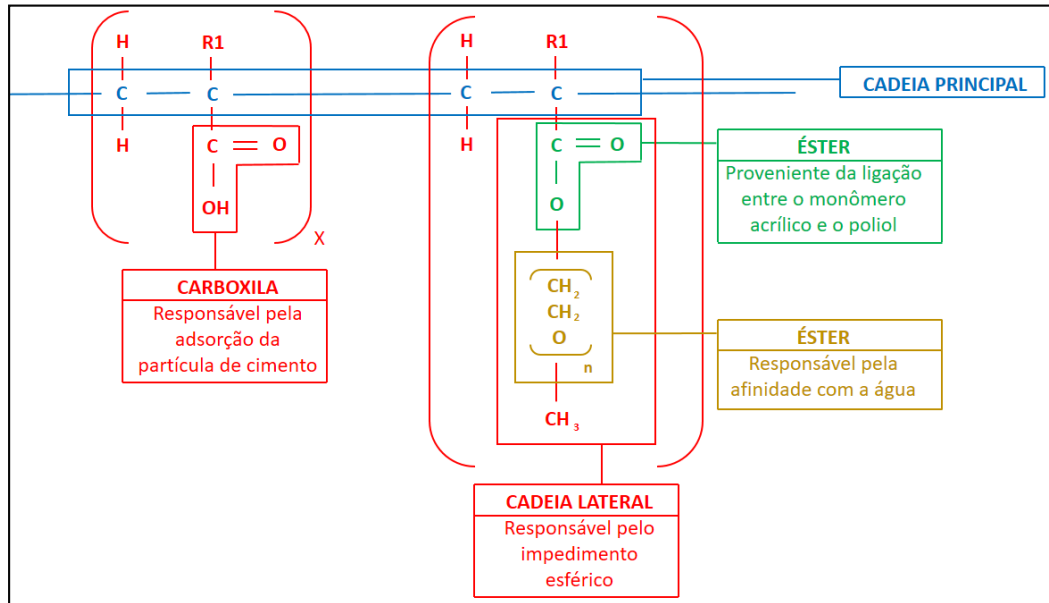 H R1 H R1
C C C C
CADEIA PRINCIPAL
H C = O H C = O
OH O
X
ÉSTER
Proveniente da ligação
entre o monômero
acrílico e o poliol
CARBOXILA
Responsável pela
adsorção da
partícula de cimento
CH₂
CH₂
O
n
CH₃
ÉSTER
Responsável pela
afinidade com a água
CADEIA LATERAL
Responsável pelo
impedimento
esférico